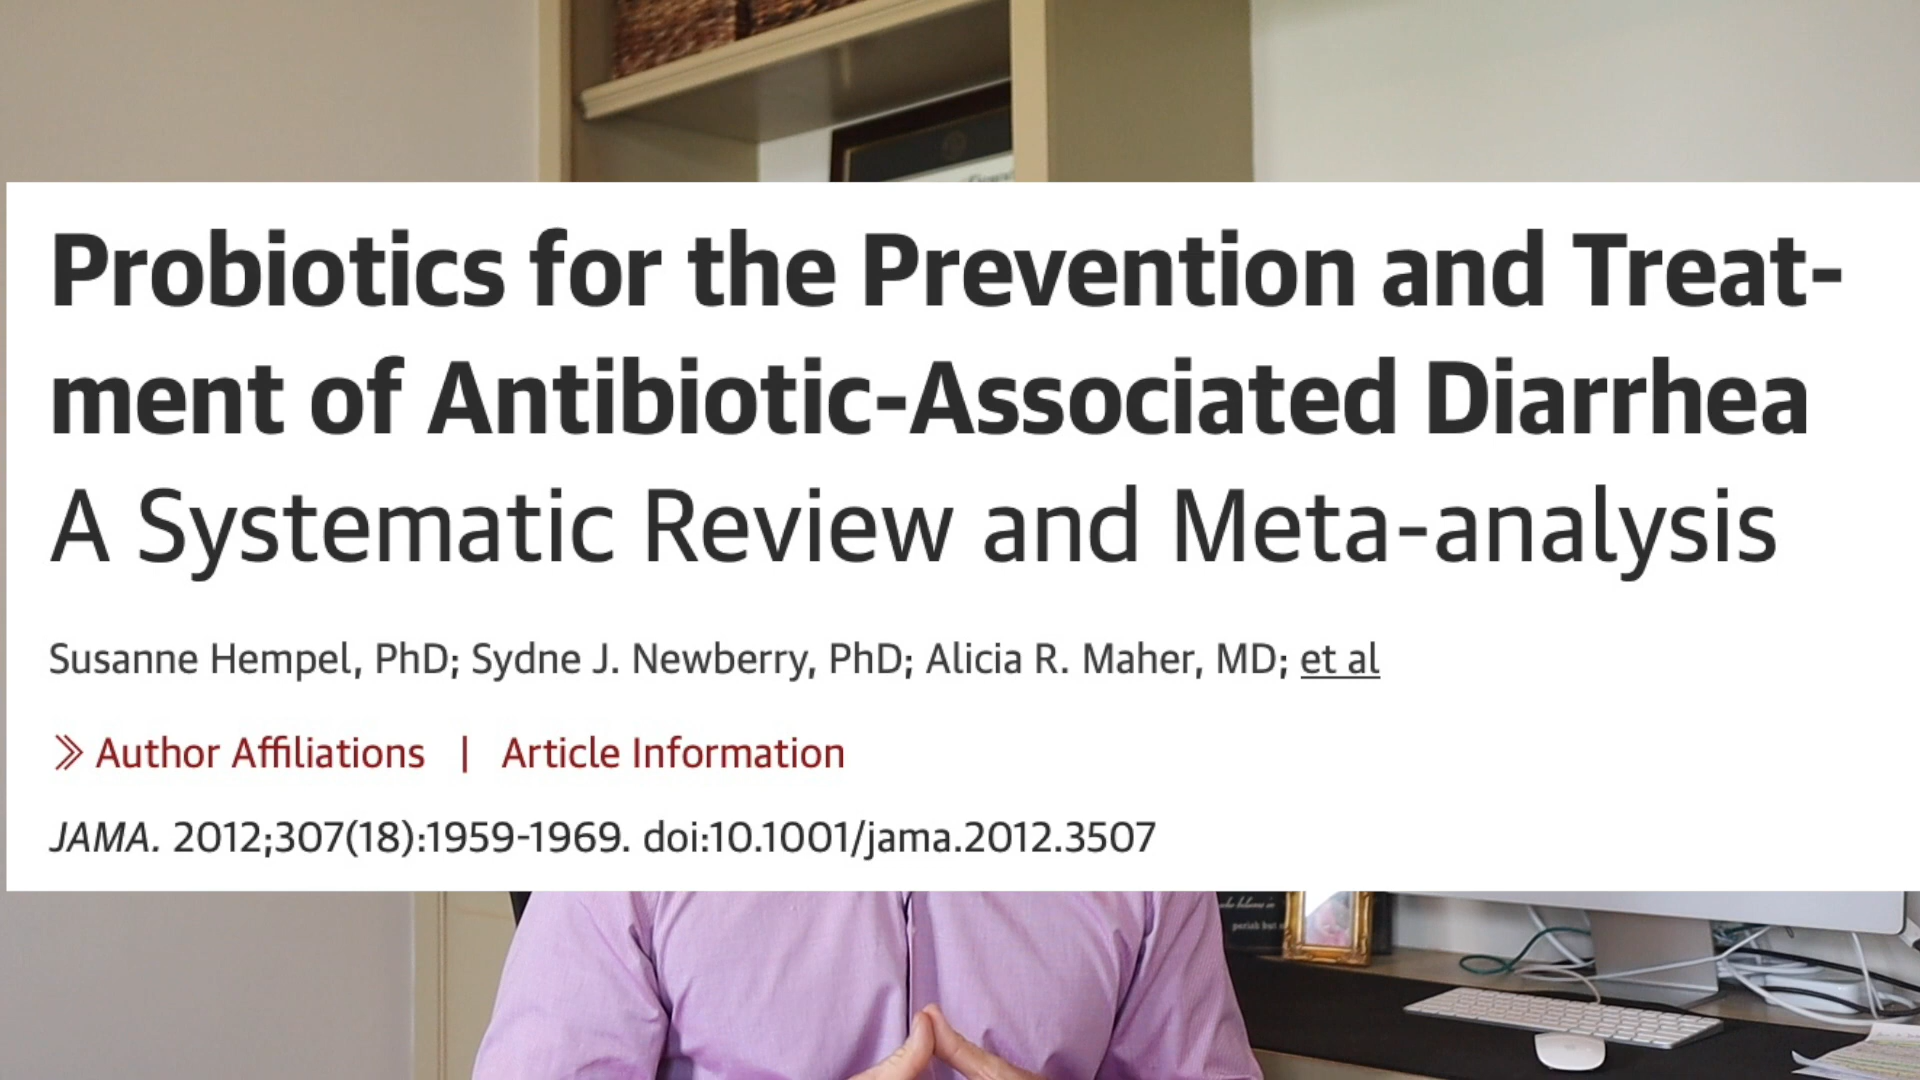 Probiotics for the Prevention and Treat-
ment of Antibiotic-Associated Diarrhea
A Systematic Review and Meta-analysis
Susanne Hempel, PhD; Sydne J. Newberry, PhD; Alicia R. Maher, MD; et al
Author Affiliations | Article Information
JAMA. 2012;307(18):1959-1969. doi:10.1001/jama.2012.3507